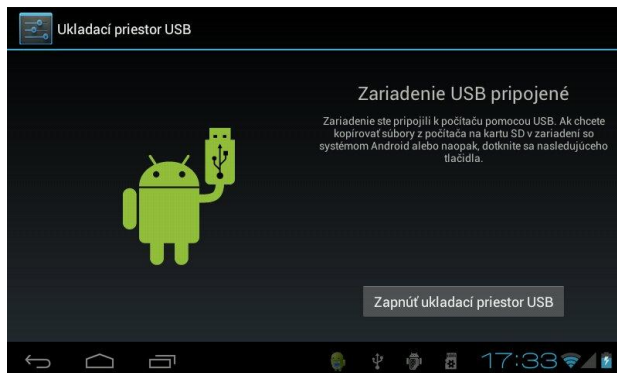 Ukladací priestor USB
Zariadenie USB pripojené
Zariadenie ste pripojili k počítaču pomocou USB. Ak chcete
kopírovať súbory z počítača na kartu SD v zariadení so
systémom Android alebo naopak, dotknite sa nasledujúceho
tlačidla.
Zapnúť ukladací priestor USB
17:33